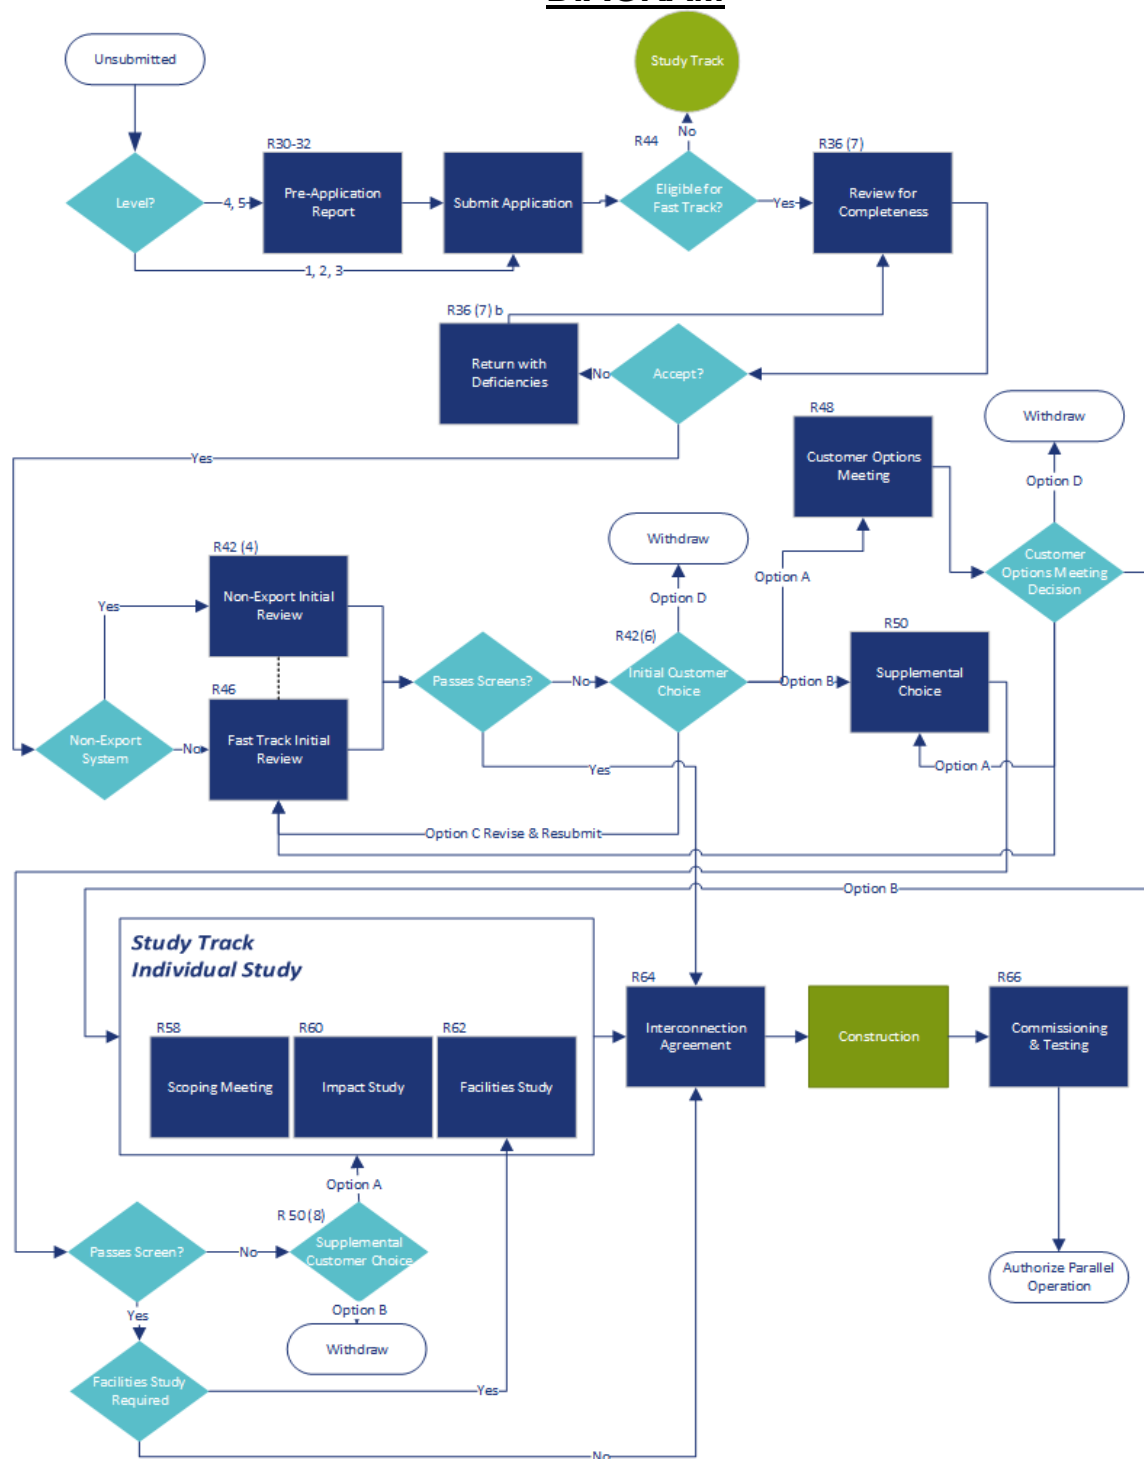 DIAGRAM
Unsubmitted
Study Track
No
R44
R30-32
R36 (7)
Level?
4, 5
Pre-Application
Report
Submit Application
Eligible for
Fast Track?
Yes
Review for
Completeness
1, 2, 3
R36 (7) b
Return with
Deficiencies
No
Accept?
Yes
R48
Customer Options
Meeting
Withdraw
Option D
Customer
Options Meeting
Decision
Withdraw
Option A
Option D
R42 (4)
Non-Export Initial
Review
Yes
R42(6)
R50
Passes Screens?
No
Initial Customer
Choice
Option B
Supplemental
Choice
R46
Non-Export
System
No
Fast Track Initial
Review
Yes
Option A
Option C Revise & Resubmit
Option B
Study Track
Individual Study
R58
R60
R62
Scoping Meeting
Impact Study
Facilities Study
R64
Interconnection
Agreement
Construction
R66
Commissioning
& Testing
Option A
R 50 (8)
Passes Screen?
No
Supplemental
Customer Choice
Authorize Parallel
Operation
Yes
Option B
Withdraw
Facilities Study
Required
Yes
No